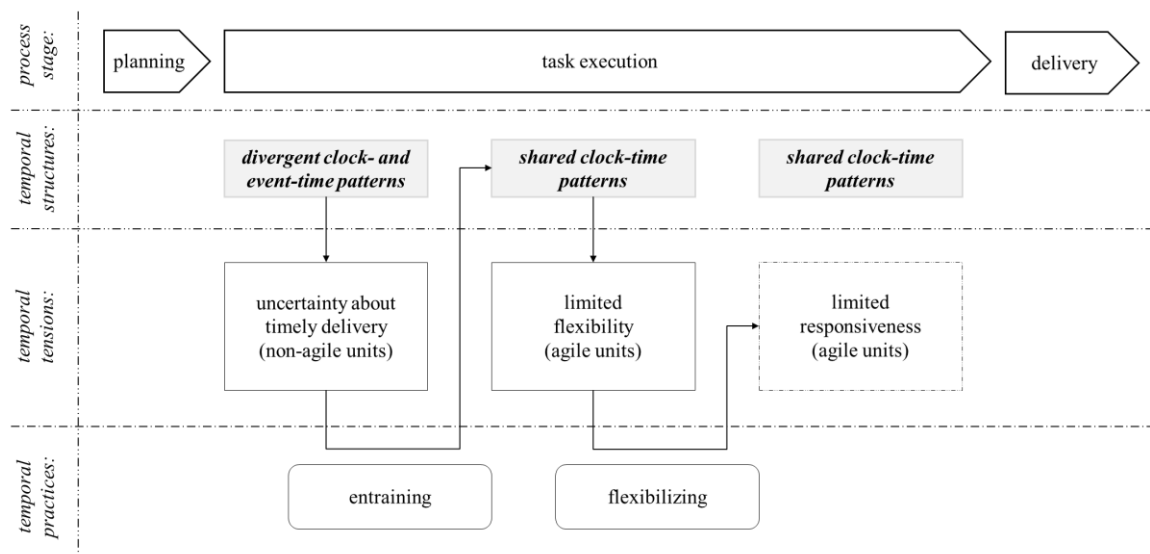 process
stage:
planning
task execution
delivery
temporal
structures:
divergent clock- and
event-time patterns
shared clock-time
patterns
shared clock-time
patterns
temporal
tensions:
uncertainty about
timely delivery
(non-agile units)
limited
flexibility
(agile units)
limited
responsiveness
(agile units)
temporal
practices:
entraining
flexibilizing